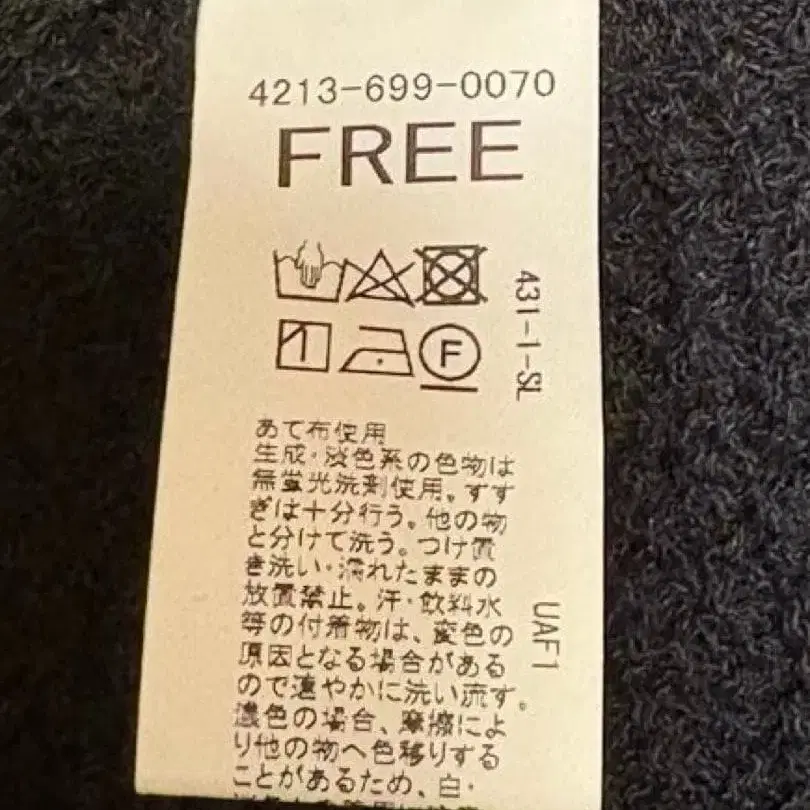 4213-699-0070
FREE
431-1-SL
F
あて布使用
生成・淡色系の色物は
無蛍光洗剤使用。すす
ぎは十分行う。他の物
と分けて洗う。つけ置
き洗い・濡れたままの
放置禁止。汗・飲料水
等の付着物は、変色の
原因となる場合がある
ので速やかに洗い流す。
濃色の場合、摩擦によ
り他の物へ色移りする
ことがあるため、白・
UAF1